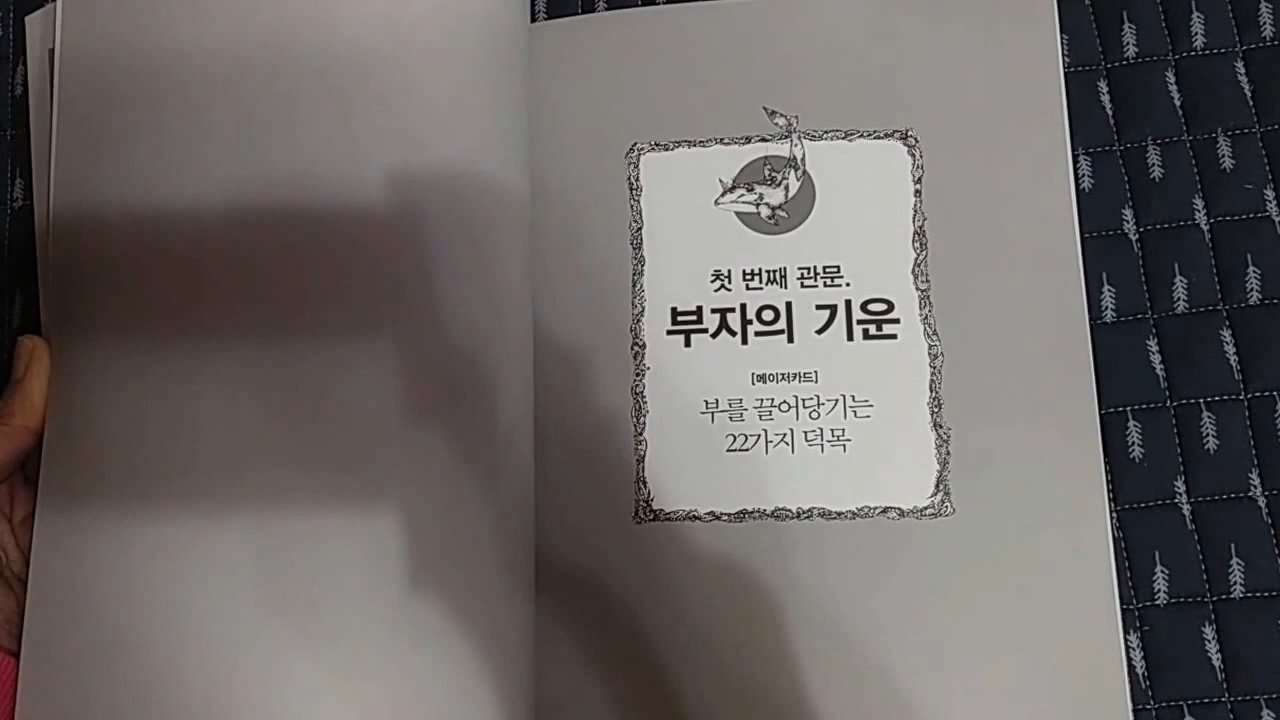 첫 번째 관문.
부자의 기운
[메이저카드]
부를 끌어당기는
22가지 덕목